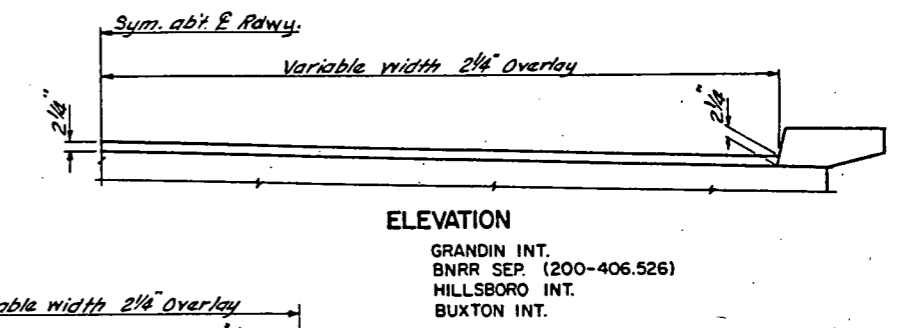 Sym. abt. ℄ Rdwy.
Variable width 2¼" Overlay
2¼"
2¼"
ELEVATION
GRANDIN INT.
BNRR SEP. (200-406.526)
HILLSBORO INT.
BUXTON INT.
able width 2¼" Overlay